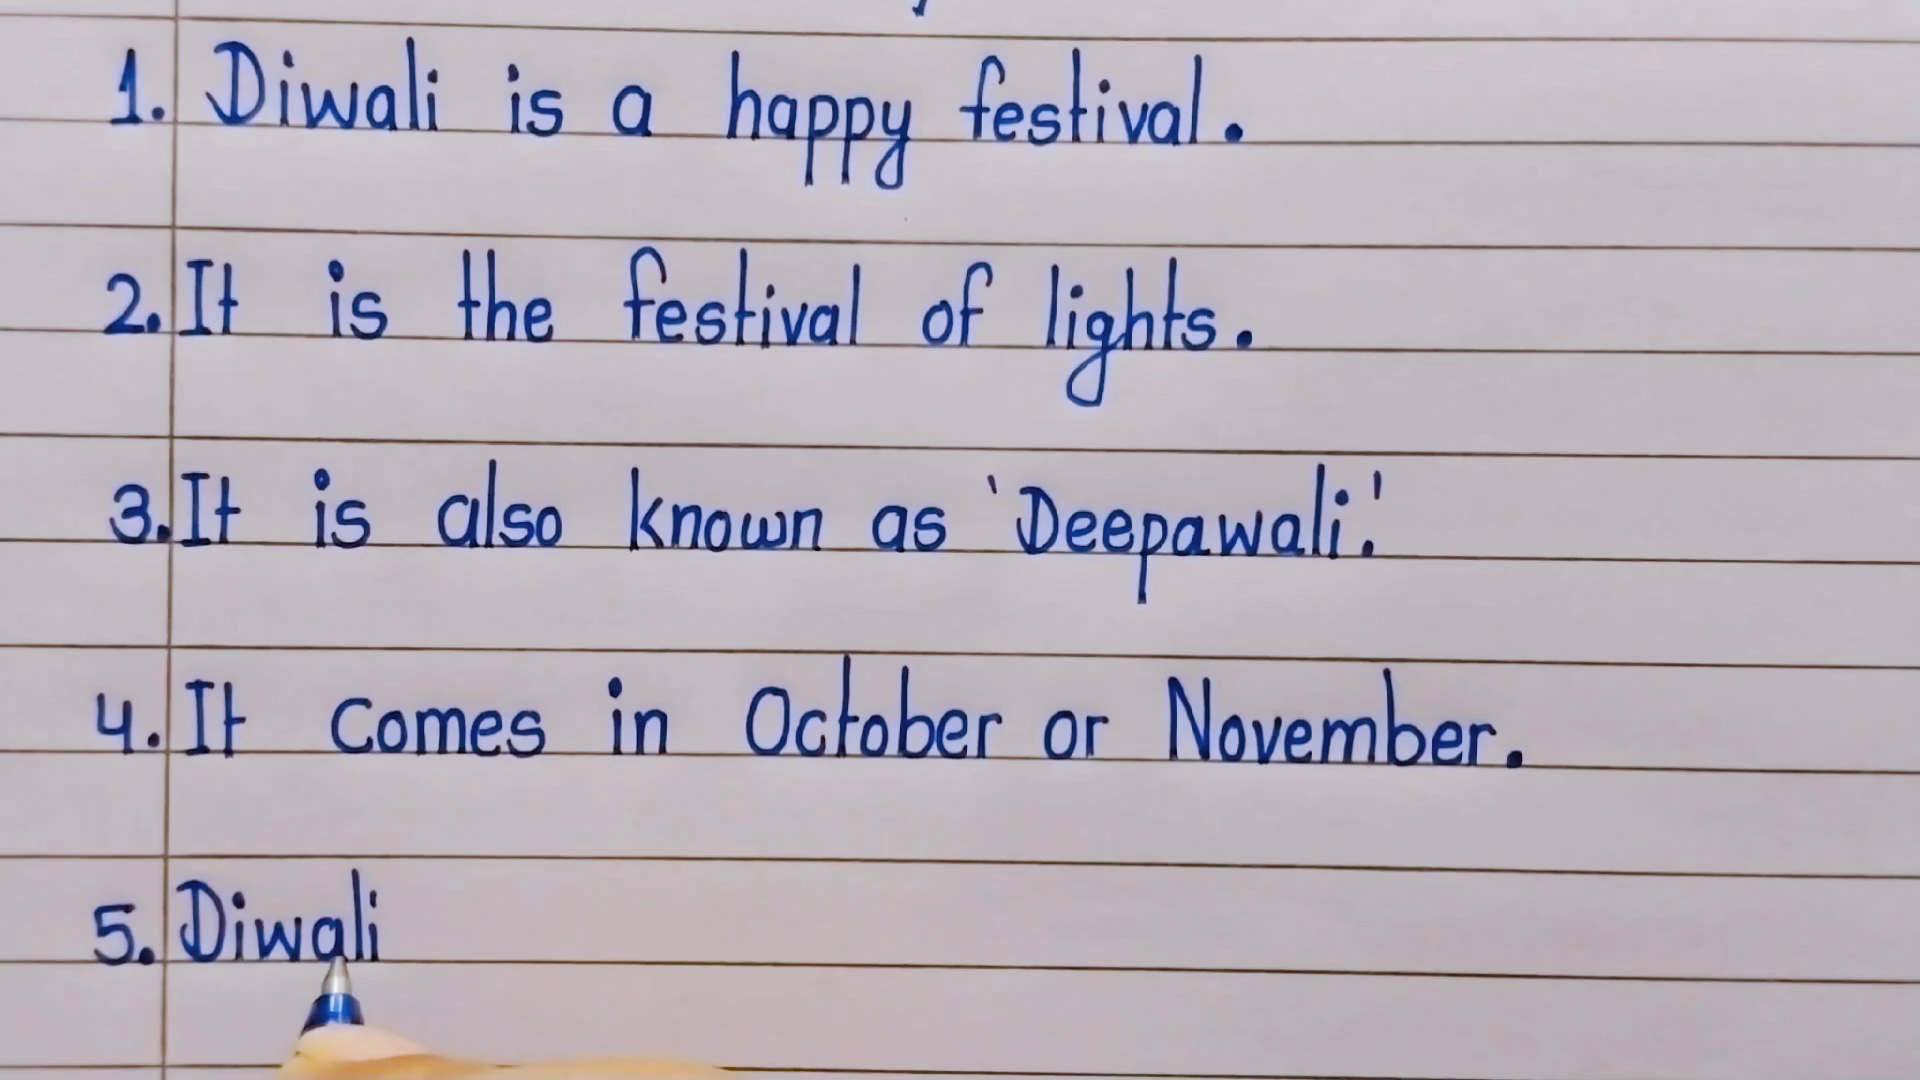 1. Diwali is a happy festival.
2. It is the festival of lights.
3. It is also known as 'Deepawali.'
4. It comes in October or November.
5. Diwali